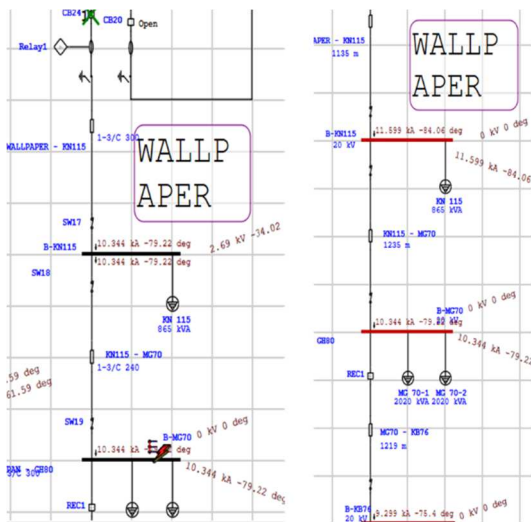 CB24
CB20
Open
Relay1
WALLPAPER - KN115
1-3/C 300
WALLP
APER
SW17
B-KN115
10.344 kA -79.22 deg
2.69 kV -34.02
10.344 kA -79.22 deg
SW18
KN 115
865 kVA
KN115 - MG70
1-3/C 240
.59 deg
61.59 deg
SW19
B-MG70
0 kV 0 deg
10.344 kA
PAN - GH80
10.344 kA -79.22 deg
REC1
APER - KN115
1135 m
WALLP
APER
B-KN115
20 kV
11.599 kA -84.06 deg
0 kV 0 deg
11.599 kA -84.06
KN 115
865 kVA
KN115 - MG70
1235 m
B-MG70
0 kV 0 deg
10.344 kA
GH80
10.344 kA -79.22
REC1
MG 70-1
2020 kVA
MG 70-2
2020 kVA
MG70 - KB76
1219 m
B-KB76
20 kV
9.299 kA -75.4 deg
0 kV 0 deg